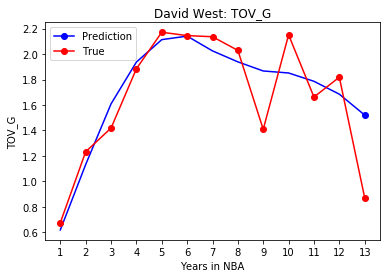 David West: TOV_G
Prediction
True
2.2
2.0
1.8
1.6
1.4
1.2
1.0
0.8
0.6
TOV_G
1 2 3 4 5 6 7 8 9 10 11 12 13
Years in NBA